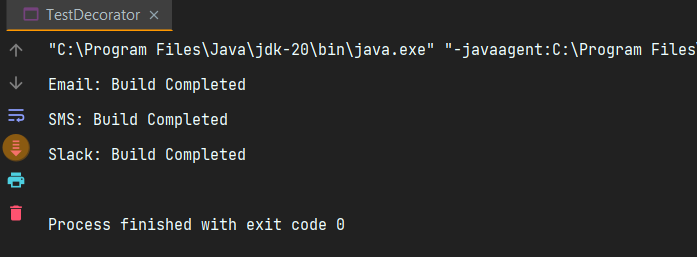 TestDecorator
"C:\Program Files\Java\jdk-20\bin\java.exe" "-javaagent:C:\Program Files\
Email: Build Completed
SMS: Build Completed
Slack: Build Completed
Process finished with exit code 0